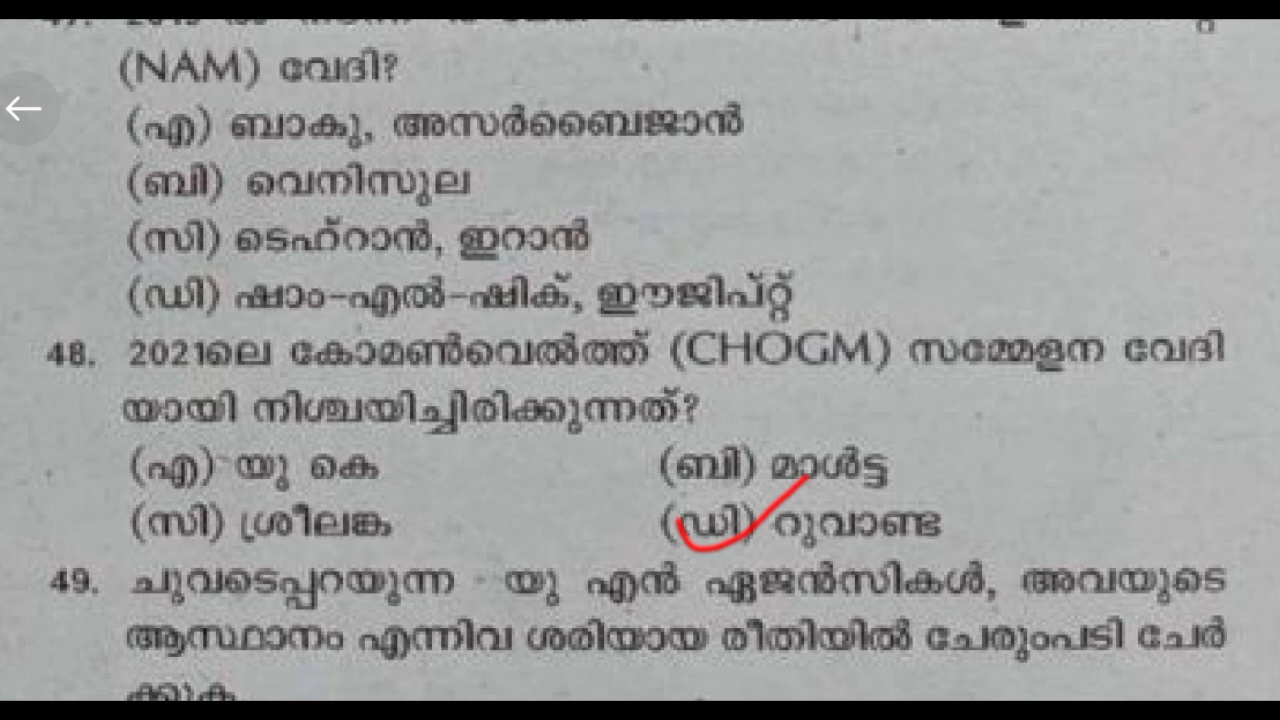 (NAM) വേദി?
(എ) ബാകു, അസർബൈജാൻ
(ബി) വെനിസുല
(സി) ടെഹ്റാൻ, ഇറാൻ
(ഡി) ഷാം-എൽ-ഷിക്, ഈജിപ്റ്റ്
48. 2021ലെ കോമൺവെൽത്ത് (CHOGM) സമ്മേളന വേദി
യായി നിശ്ചയിച്ചിരിക്കുന്നത്?
(എ) യു കെ (ബി) മാൾട്ട
(സി) ശ്രീലങ്ക (ഡി) റുവാണ്ട
49. ചുവടെപ്പറയുന്ന യു എൻ ഏജൻസികൾ, അവയുടെ
ആസ്ഥാനം എന്നിവ ശരിയായ രീതിയിൽ ചേരുംപടി ചേർ
ക്കുക